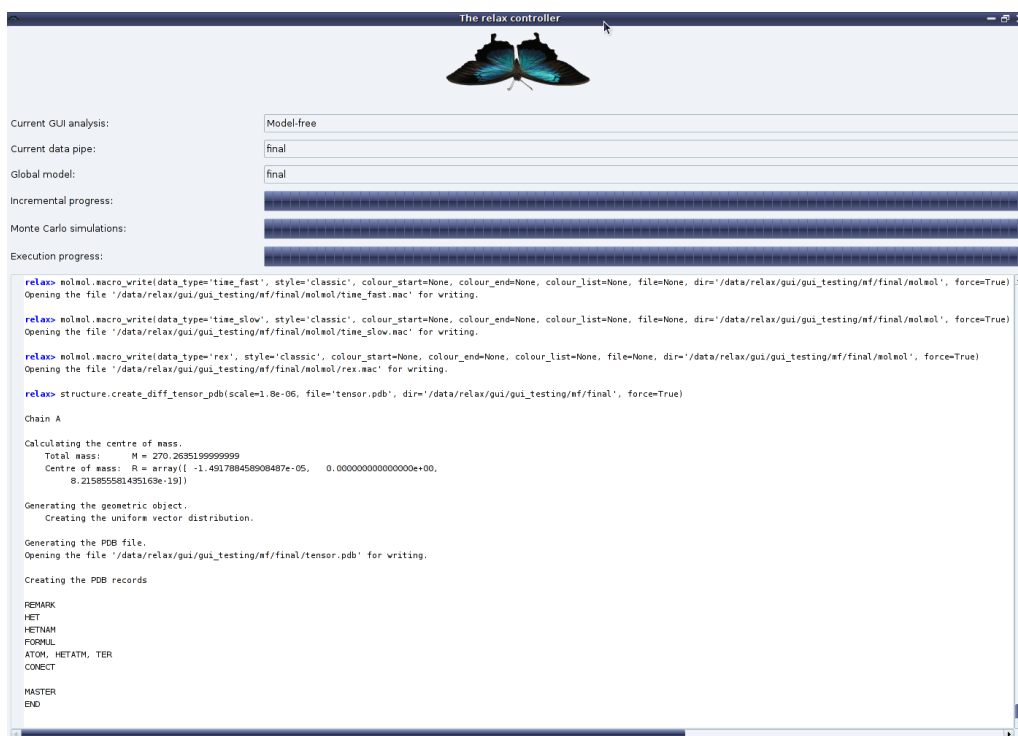 The relax controller
Current GUI analysis:
Model-free
Current data pipe:
final
Global model:
final
Incremental progress:
Monte Carlo simulations:
Execution progress:
relax> molmol.macro_write(data_type='time_fast', style='classic', colour_start=None, colour_end=None, colour_list=None, file=None, dir='/data/relax/gui/gui_testing/mf/final/molmol', force=True)
Opening the file '/data/relax/gui/gui_testing/mf/final/molmol/time_fast.mac' for writing.
relax> molmol.macro_write(data_type='time_slow', style='classic', colour_start=None, colour_end=None, colour_list=None, file=None, dir='/data/relax/gui/gui_testing/mf/final/molmol', force=True)
Opening the file '/data/relax/gui/gui_testing/mf/final/molmol/time_slow.mac' for writing.
relax> molmol.macro_write(data_type='rex', style='classic', colour_start=None, colour_end=None, colour_list=None, file=None, dir='/data/relax/gui/gui_testing/mf/final/molmol', force=True)
Opening the file '/data/relax/gui/gui_testing/mf/final/molmol/rex.mac' for writing.
relax> structure.create_diff_tensor_pdb(scale=1.8e-06, file='tensor.pdb', dir='/data/relax/gui/gui_testing/mf/final', force=True)
Chain A
Calculating the centre of mass.
Total mass: M = 270.2635199999999
Centre of mass: R = array([ -1.491788458908487e-05, 0.000000000000000e+00,
8.215855581435163e-19])
Generating the geometric object.
Creating the uniform vector distribution.
Generating the PDB file.
Opening the file '/data/relax/gui/gui_testing/mf/final/tensor.pdb' for writing.
Creating the PDB records
REMARK
HET
HETNAM
FORMUL
ATOM, HETATM, TER
CONECT
MASTER
END